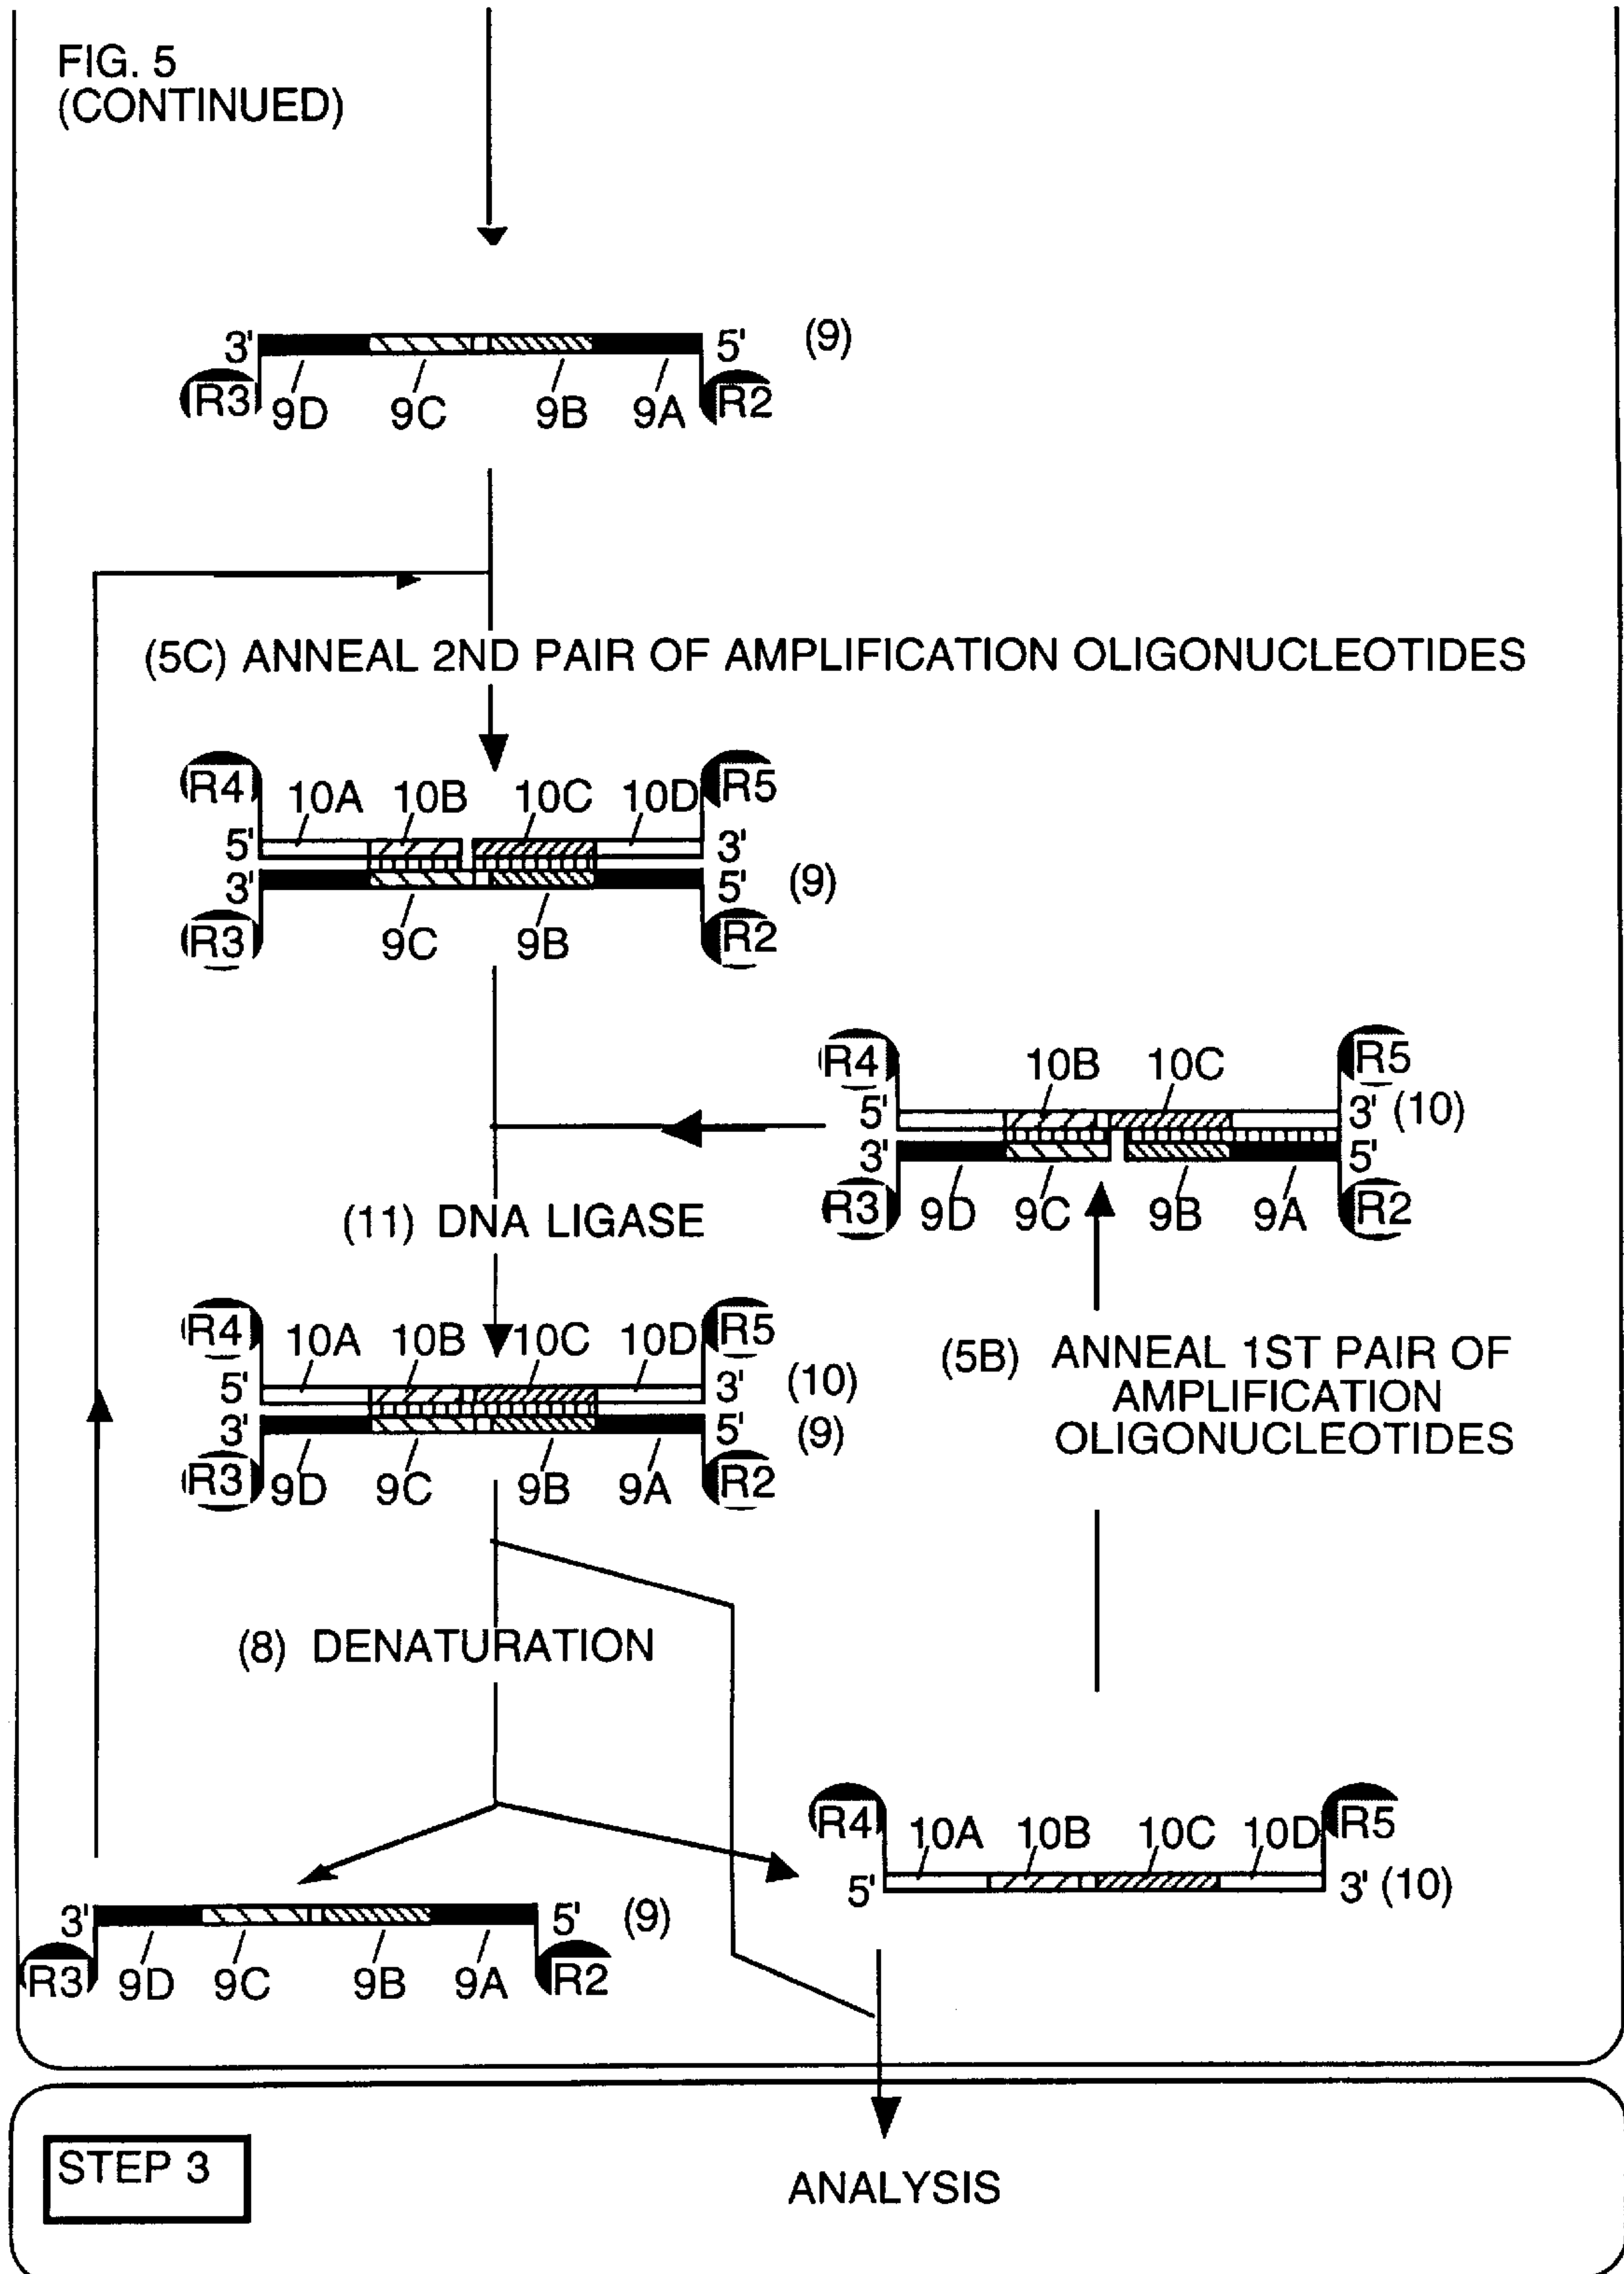 FIG. 5
(CONTINUED)
3' 5' (9)
R3 9D 9C 9B 9A R2
(5C) ANNEAL 2ND PAIR OF AMPLIFICATION OLIGONUCLEOTIDES
R4 10A 10B 10C 10D R5
5' 3'
3' 5' (9)
R3 9C 9B R2
R4 10B 10C R5
5' 3' (10)
3' 5'
R3 9D 9C 9B 9A R2
(11) DNA LIGASE
R4 10A 10B 10C 10D R5
5' 3' (10)
3' 5' (9)
R3 9D 9C 9B 9A R2
(5B) ANNEAL 1ST PAIR OF
AMPLIFICATION
OLIGONUCLEOTIDES
(8) DENATURATION
R4 10A 10B 10C 10D R5
5' 3' (10)
3' 5' (9)
R3 9D 9C 9B 9A R2
STEP 3
ANALYSIS